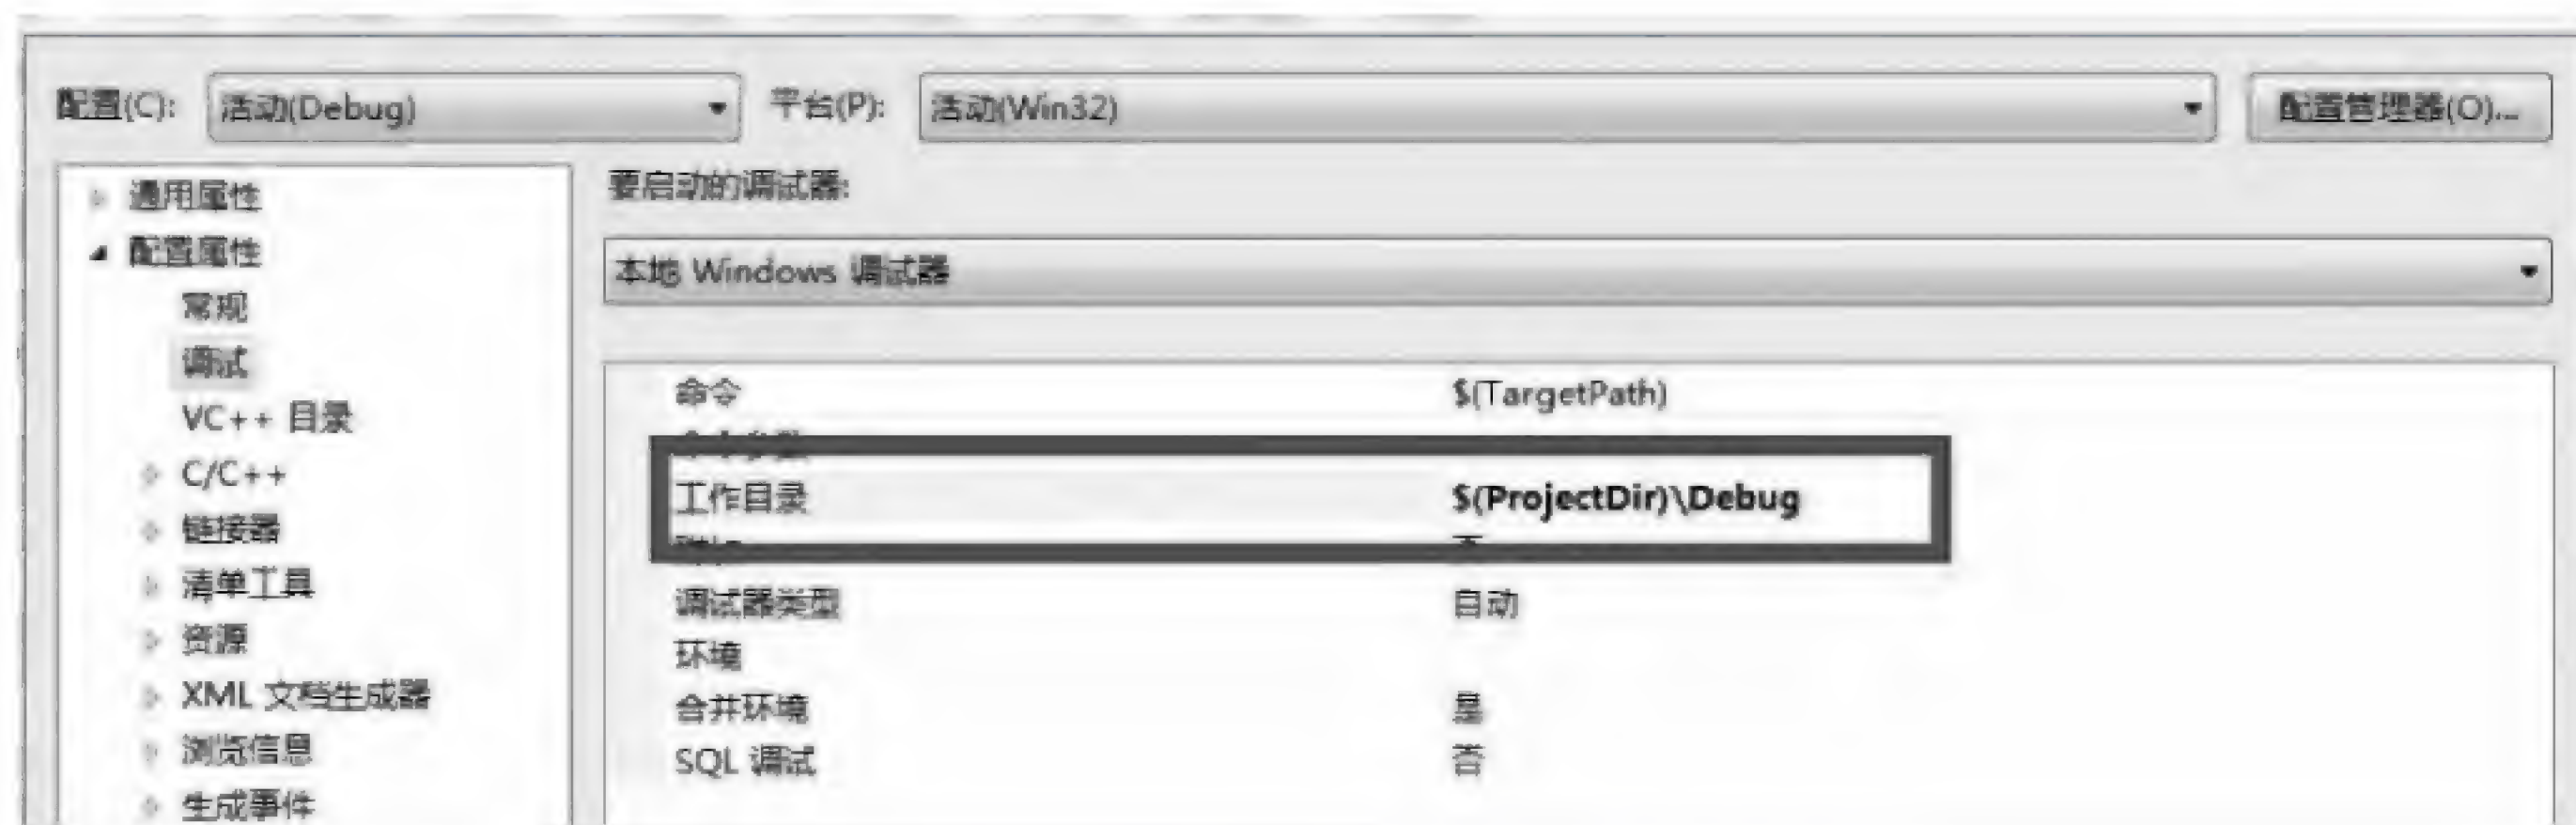 配置(C): 活动(Debug) 平台(P): 活动(Win32) 配置管理器(O)...
通用属性
配置属性
常规
调试
VC++ 目录
C/C++
链接器
清单工具
资源
XML 文档生成器
浏览信息
生成事件
要启动的调试器:
本地 Windows 调试器
命令 $(TargetPath)
工作目录 $(ProjectDir)\Debug
调试器类型 自动
环境
合并环境 是
SQL 调试 否